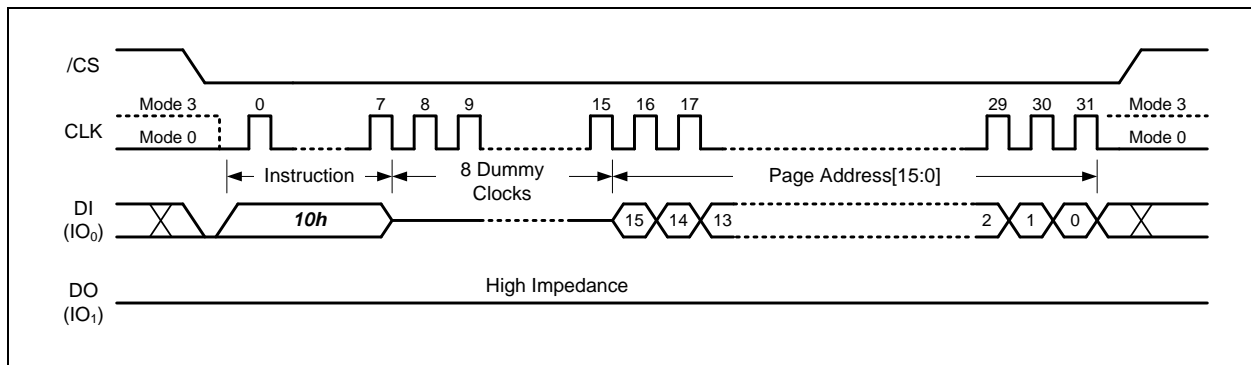 /CS
Mode 3 0 7 8 9 15 16 17 29 30 31 Mode 3
CLK
Mode 0 Mode 0
Instruction 8 Dummy Clocks Page Address[15:0]
DI
(IO0)
10h 15 14 13 2 1 0
DO
(IO1)
High Impedance